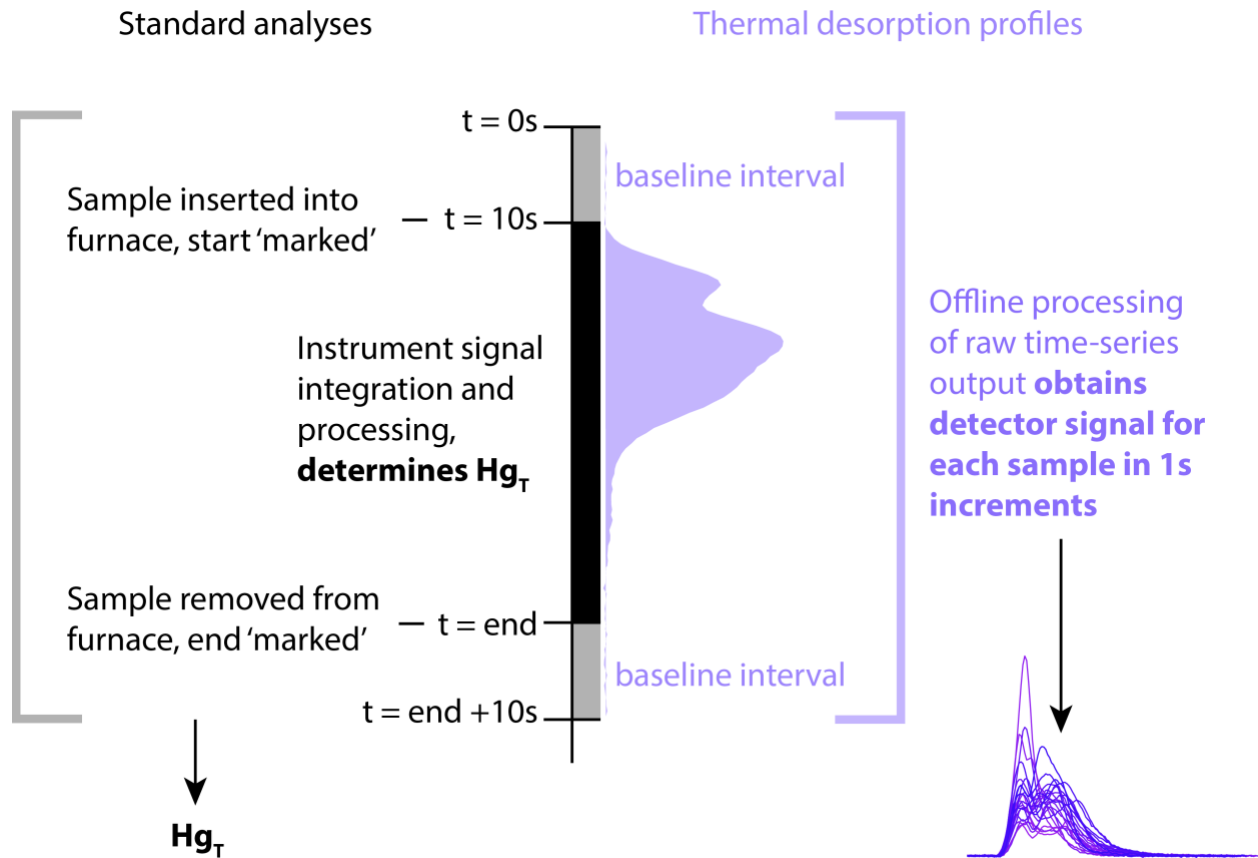 Standard analyses
Thermal desorption profiles
t = 0s
baseline interval
Sample inserted into
furnace, start ‘marked’
t = 10s
Instrument signal
integration and
processing,
determines Hg_T
Offline processing
of raw time-series
output obtains
detector signal for
each sample in 1s
increments
Sample removed from
furnace, end ‘marked’
t = end
baseline interval
t = end +10s
Hg_T